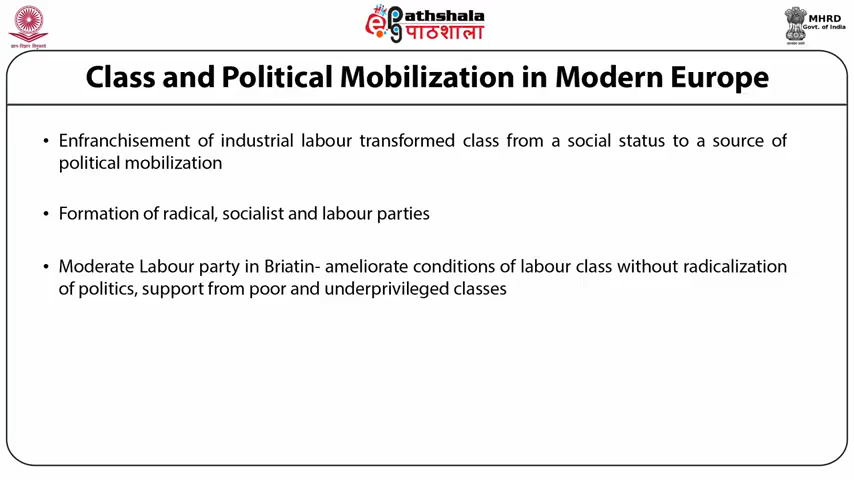 ePG Pathshala
पाठशाला
MHRD
Govt. of India
Class and Political Mobilization in Modern Europe
• Enfranchisement of industrial labour transformed class from a social status to a source of
political mobilization
• Formation of radical, socialist and labour parties
• Moderate Labour party in Briatin- ameliorate conditions of labour class without radicalization
of politics, support from poor and underprivileged classes